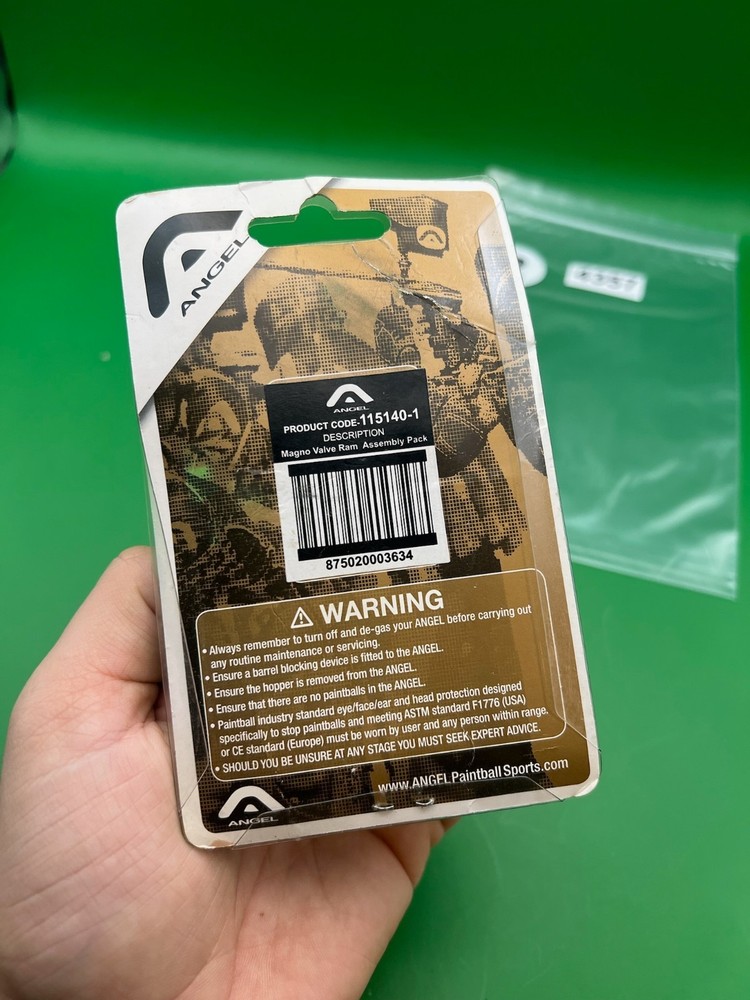 ANGEL
ANGEL
PRODUCT CODE-115140-1
DESCRIPTION
Magno Valve Ram Assembly Pack
875020003634
⚠ WARNING
• Always remember to turn off and de-gas your ANGEL before carrying out
any routine maintenance or servicing.
• Ensure a barrel blocking device is fitted to the ANGEL.
• Ensure the hopper is removed from the ANGEL.
• Ensure that there are no paintballs in the ANGEL.
• Paintball industry standard eye/face/ear and head protection designed
specifically to stop paintballs and meeting ASTM standard F1776 (USA)
or CE standard (Europe) must be worn by user and any person within range.
• SHOULD YOU BE UNSURE AT ANY STAGE YOU MUST SEEK EXPERT ADVICE.
www.ANGELPaintballSports.com
ANGEL